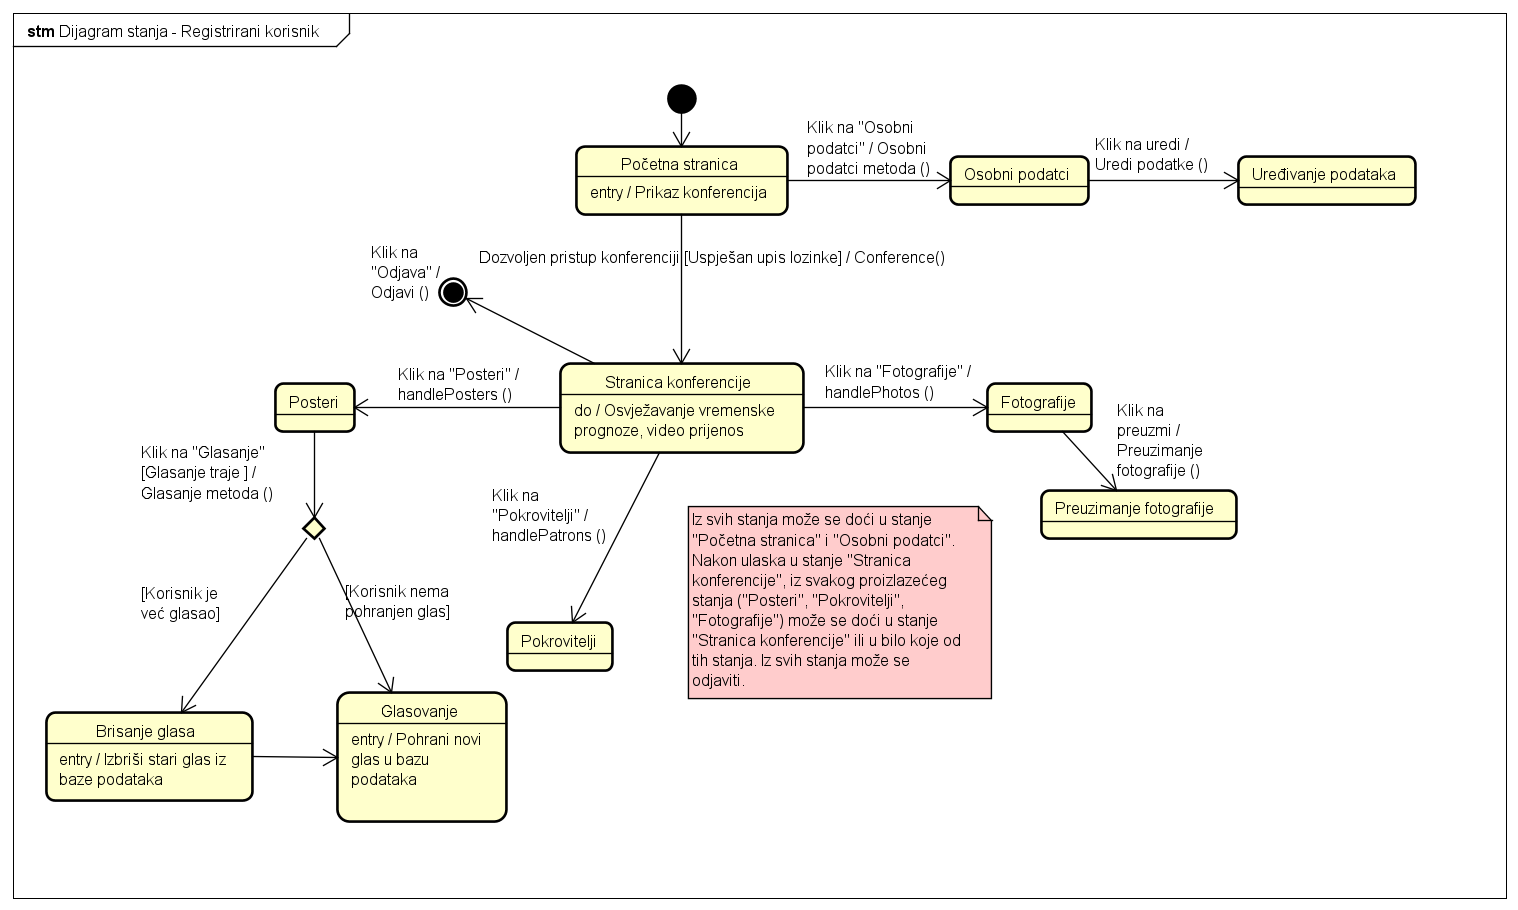 stm Dijagram stanja - Registrirani korisnik
Klik na "Osobni
podatci" / Osobni
podatci metoda ()
Klik na uredi /
Uredi podatke ()
Početna stranica
entry / Prikaz konferencija
Osobni podatci
Uređivanje podataka
Klik na
"Odjava" /
Odjavi ()
Dozvoljen pristup konferenciji [Uspješan upis lozinke] / Conference()
Klik na "Posteri" /
handlePosters ()
Stranica konferencije
do / Osvježavanje vremenske
prognoze, video prijenos
Klik na "Fotografije" /
handlePhotos ()
Posteri
Fotografije
Klik na
preuzmi /
Preuzimanje
fotografije ()
Klik na "Glasanje"
[Glasanje traje ] /
Glasanje metoda ()
Klik na
"Pokrovitelji" /
handlePatrons ()
Preuzimanje fotografije
Iz svih stanja može se doći u stanje
"Početna stranica" i "Osobni podatci".
Nakon ulaska u stanje "Stranica
konferencije", iz svakog proizlazećeg
stanja ("Posteri", "Pokrovitelji",
"Fotografije") može se doći u stanje
"Stranica konferencije" ili u bilo koje od
tih stanja. Iz svih stanja može se
odjaviti.
[Korisnik je
već glasao]
[Korisnik nema
pohranjen glas]
Pokrovitelji
Brisanje glasa
entry / Izbriši stari glas iz
baze podataka
Glasovanje
entry / Pohrani novi
glas u bazu
podataka